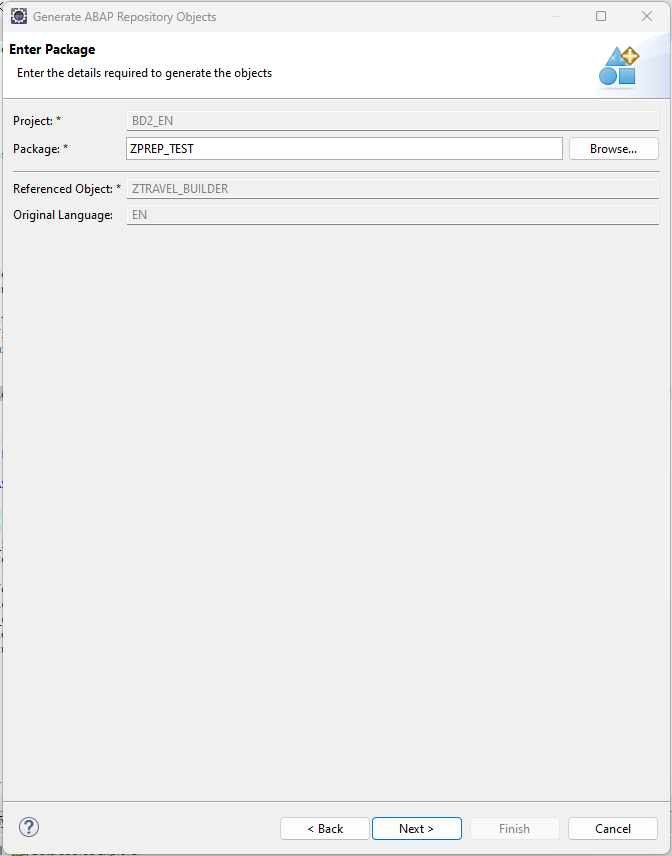 Generate ABAP Repository Objects
Enter Package
Enter the details required to generate the objects
Project: * BD2_EN
Package: * ZPREP_TEST Browse...
Referenced Object: * ZTRAVEL_BUILDER
Original Language: EN
? < Back Next > Finish Cancel